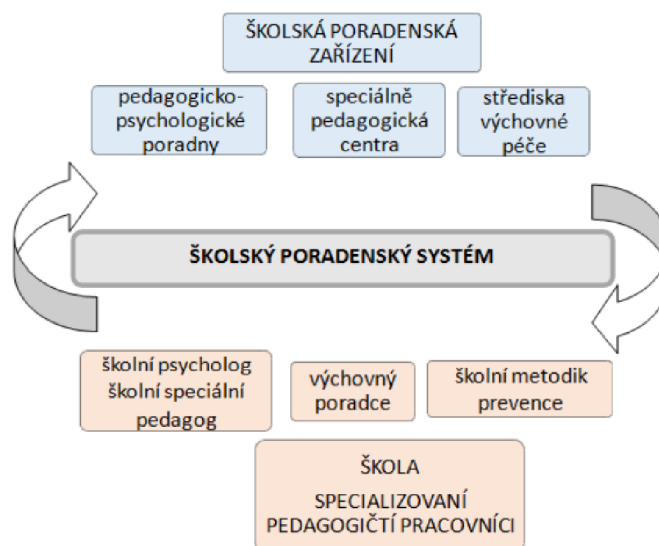 ŠKOLSKÁ PORADENSKÁ
ZAŘÍZENÍ
pedagogicko-
psychologické
poradny
speciálně
pedagogická
centra
střediska
výchovné
péče
ŠKOLSKÝ PORADENSKÝ SYSTÉM
školní psycholog
školní speciální
pedagog
výchovný
poradce
školní metodik
prevence
ŠKOLA
SPECIALIZOVANÍ
PEDAGOGIČTÍ PRACOVNÍCI